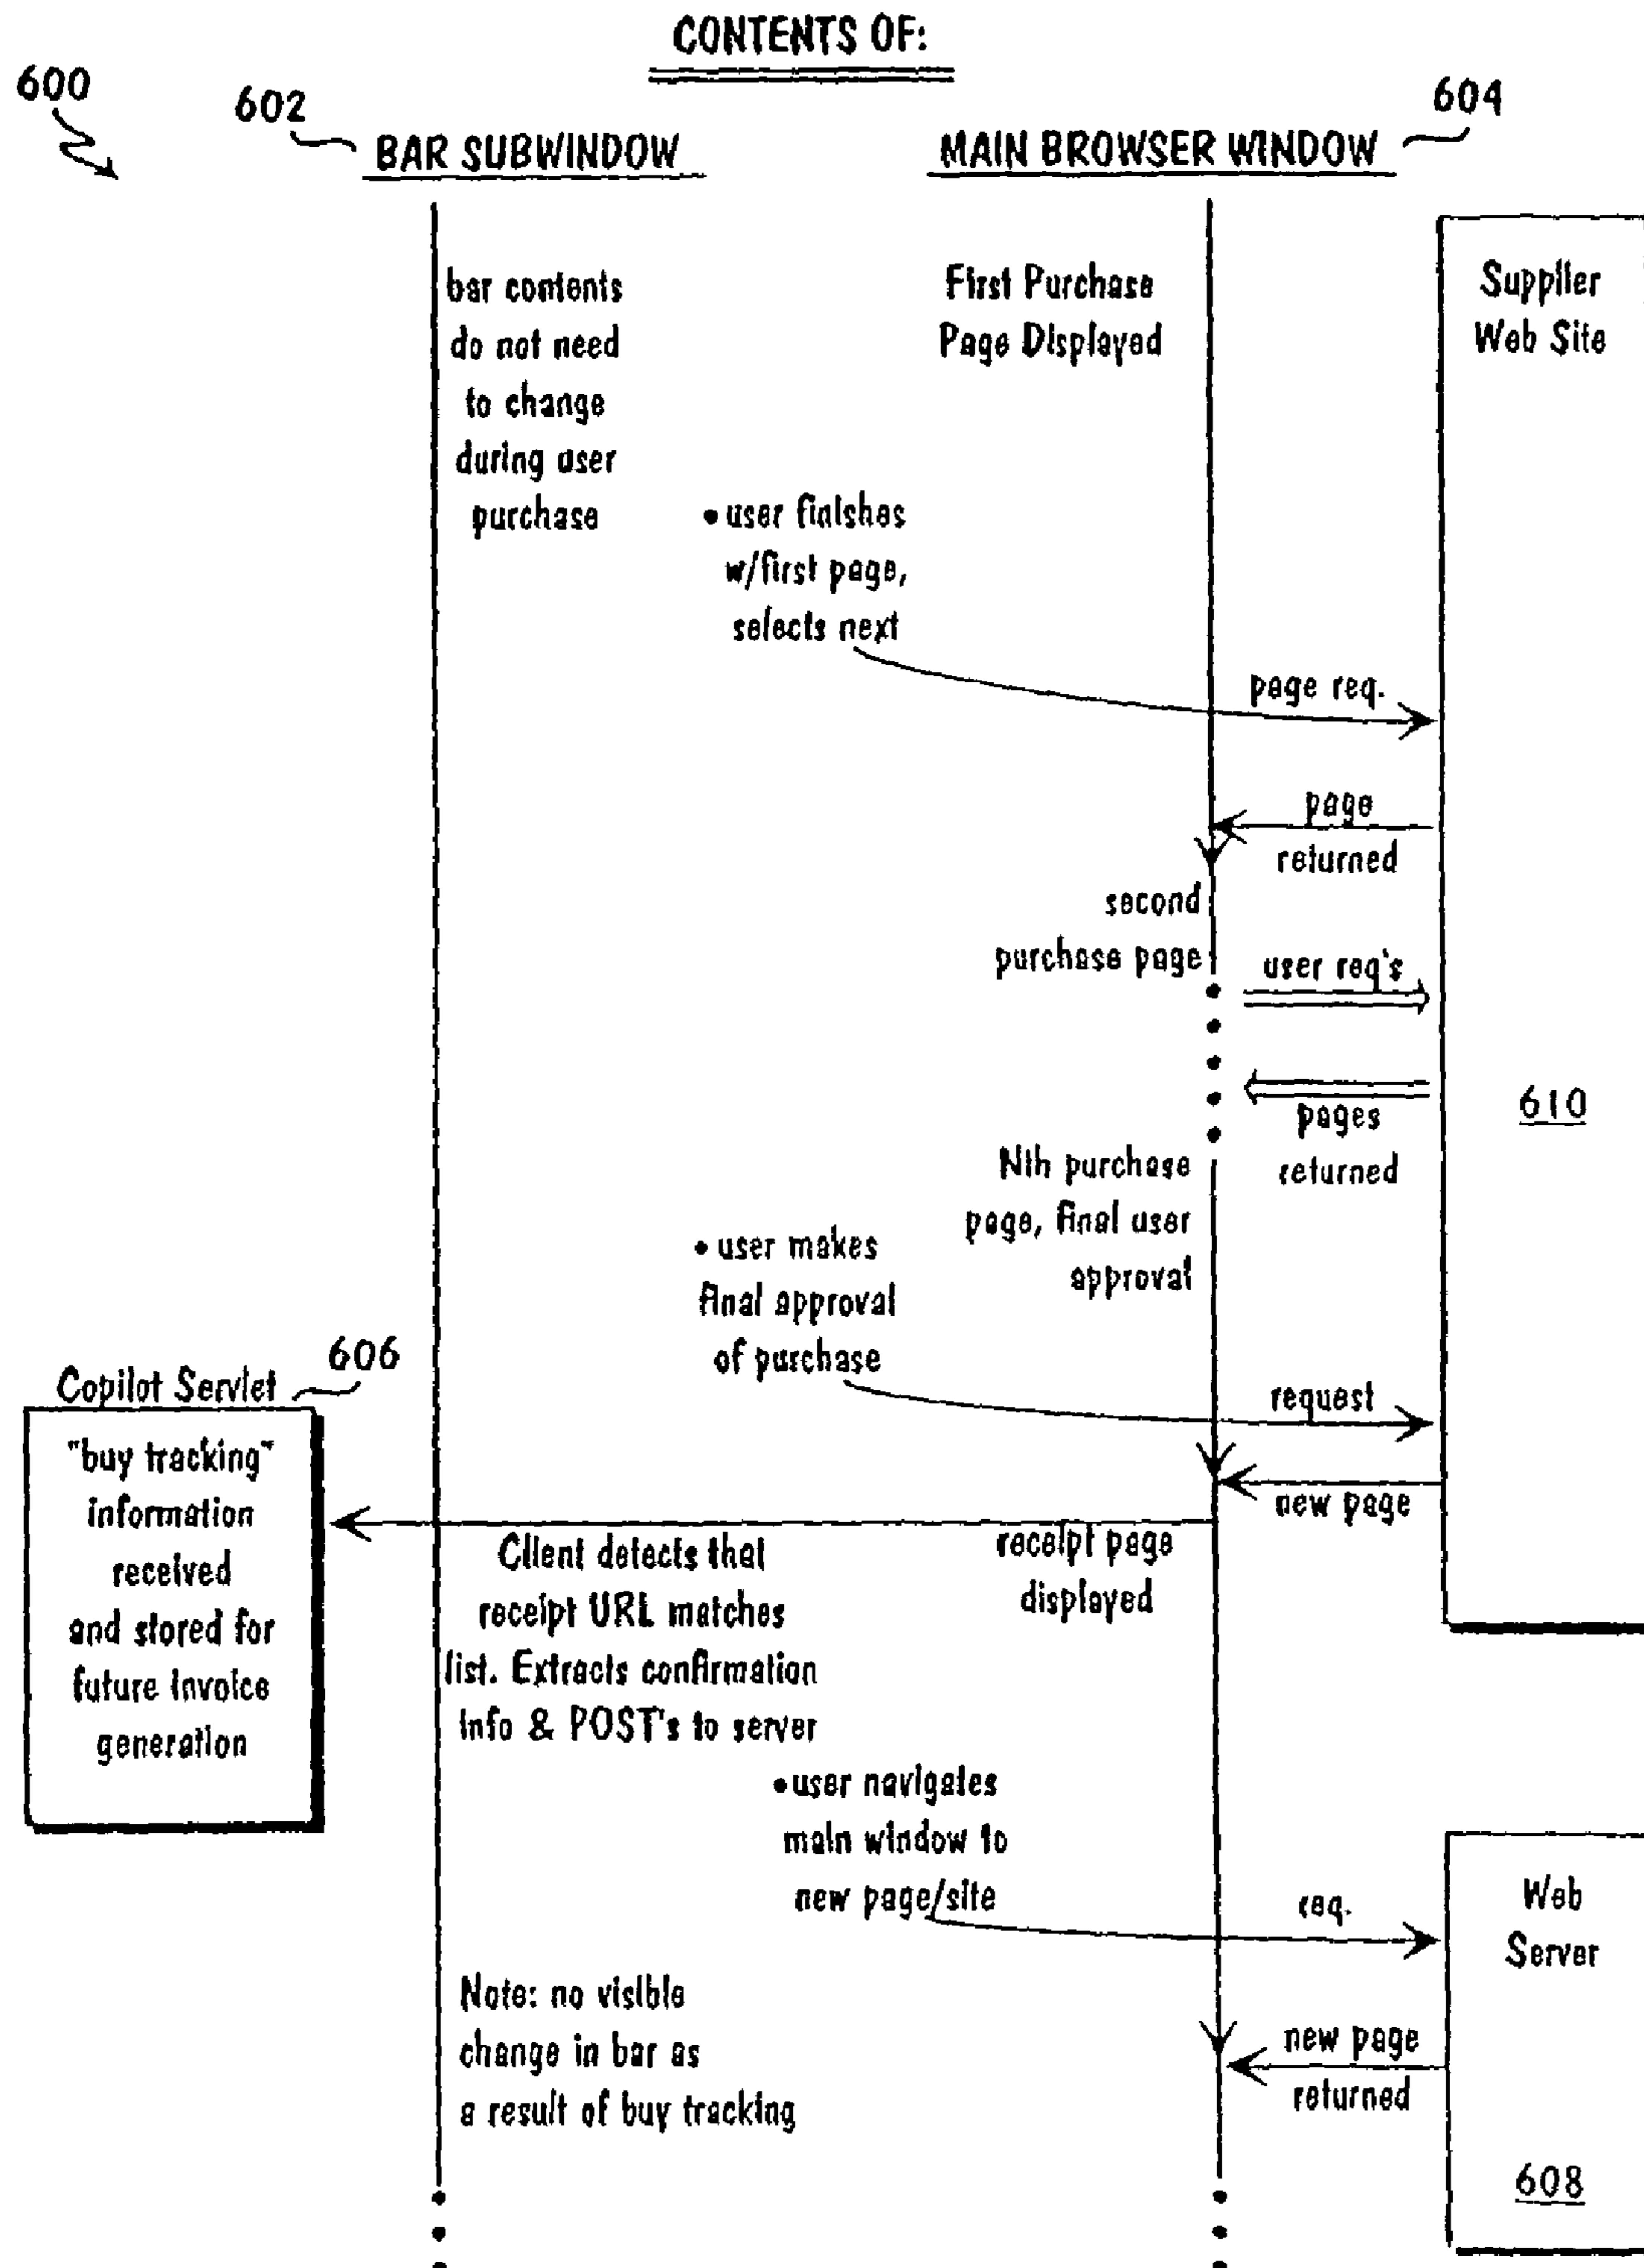 CONTENTS OF:
600
602
BAR SUBWINDOW
604
MAIN BROWSER WINDOW
bar contents
do not need
to change
during user
purchase
First Purchase
Page Displayed
Supplier
Web Site
• user finishes
w/first page,
selects next
page req.
page
returned
second
purchase page
user req's
pages
returned
610
Nth purchase
page, final user
approval
• user makes
final approval
of purchase
request
new page
606
Copilot Servlet
"buy tracking"
information
received
and stored for
future invoice
generation
receipt page
displayed
Client detects that
receipt URL matches
list. Extracts confirmation
info & POST's to server
• user navigates
main window to
new page/site
req.
Web
Server
new page
returned
Note: no visible
change in bar as
a result of buy tracking
608